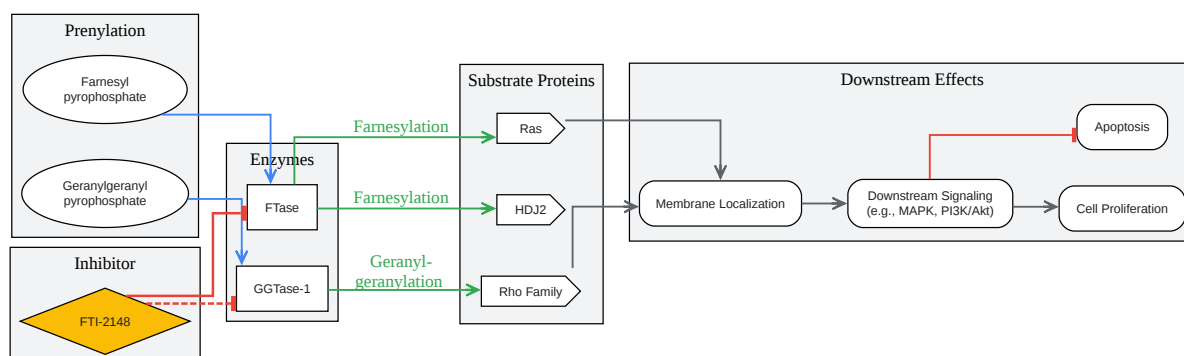 Prenylation
Farnesyl
pyrophosphate
Geranylgeranyl
pyrophosphate
Inhibitor
FTI-2148
Enzymes
FTase
GGTase-1
Farnesylation
Farnesylation
Geranyl-
geranylation
Substrate Proteins
Ras
HDJ2
Rho Family
Downstream Effects
Membrane Localization
Downstream Signaling
(e.g., MAPK, PI3K/Akt)
Apoptosis
Cell Proliferation